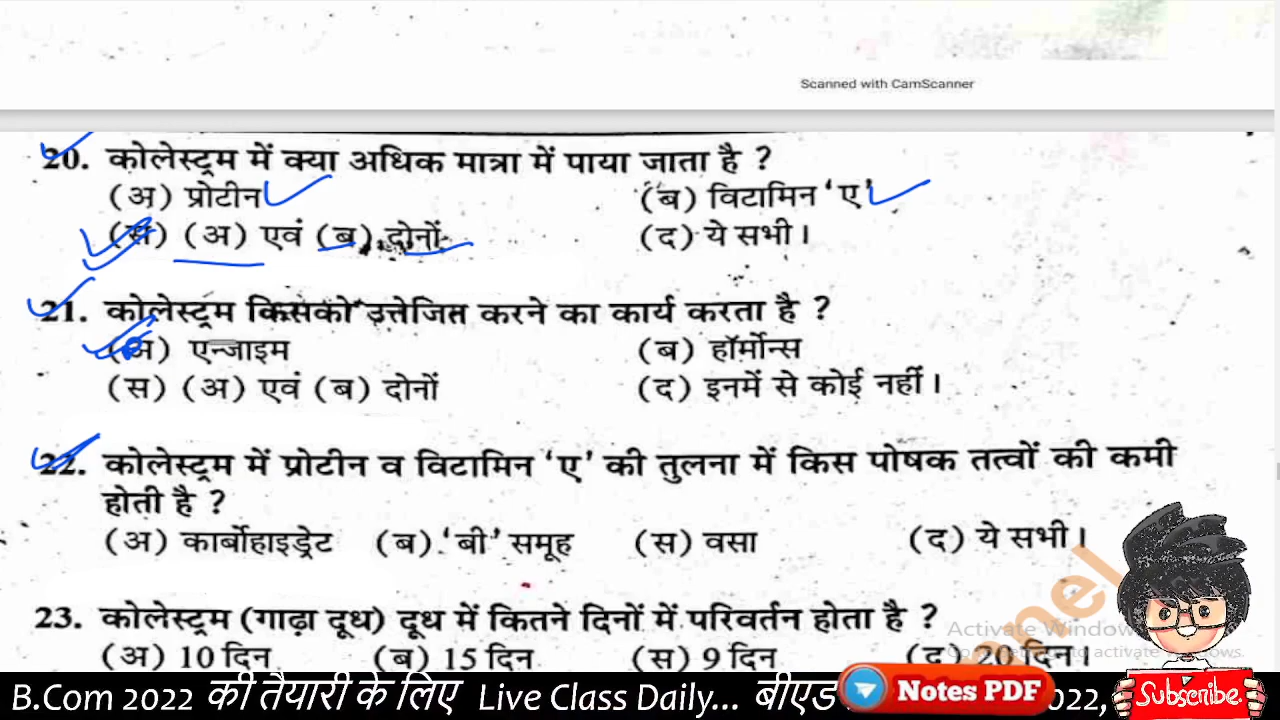 Scanned with CamScanner
20. कोलेस्ट्रम में क्या अधिक मात्रा में पाया जाता है ?
(अ) प्रोटीन (ब) विटामिन 'ए'
(स) (अ) एवं (ब) दोनों (द) ये सभी।
21. कोलेस्ट्रम किसको उत्तेजित करने का कार्य करता है ?
(अ) एन्जाइम (ब) हॉर्मोन्स
(स) (अ) एवं (ब) दोनों (द) इनमें से कोई नहीं।
22. कोलेस्ट्रम में प्रोटीन व विटामिन 'ए' की तुलना में किस पोषक तत्वों की कमी
होती है ?
(अ) कार्बोहाइड्रेट (ब) 'बी' समूह (स) वसा (द) ये सभी।
23. कोलेस्ट्रम (गाढ़ा दूध) दूध में कितने दिनों में परिवर्तन होता है ?
(अ) 10 दिन (ब) 15 दिन (स) 9 दिन (द) 20 दिन।
Activate Windows
B.Com 2022 की तैयारी के लिए Live Class Daily... बीएड
Notes PDF
Subscribe